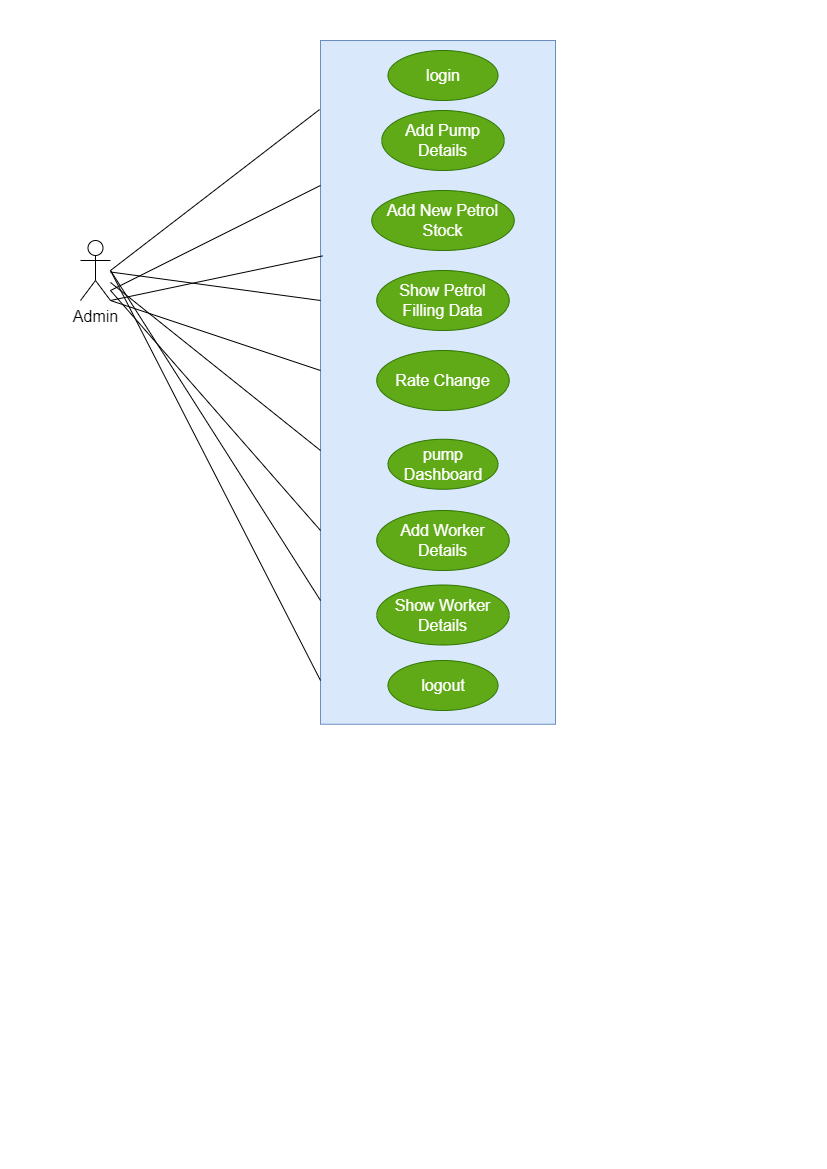 login
Add Pump
Details
Add New Petrol
Stock
Show Petrol
Filling Data
Admin
Rate Change
pump
Dashboard
Add Worker
Details
Show Worker
Details
logout